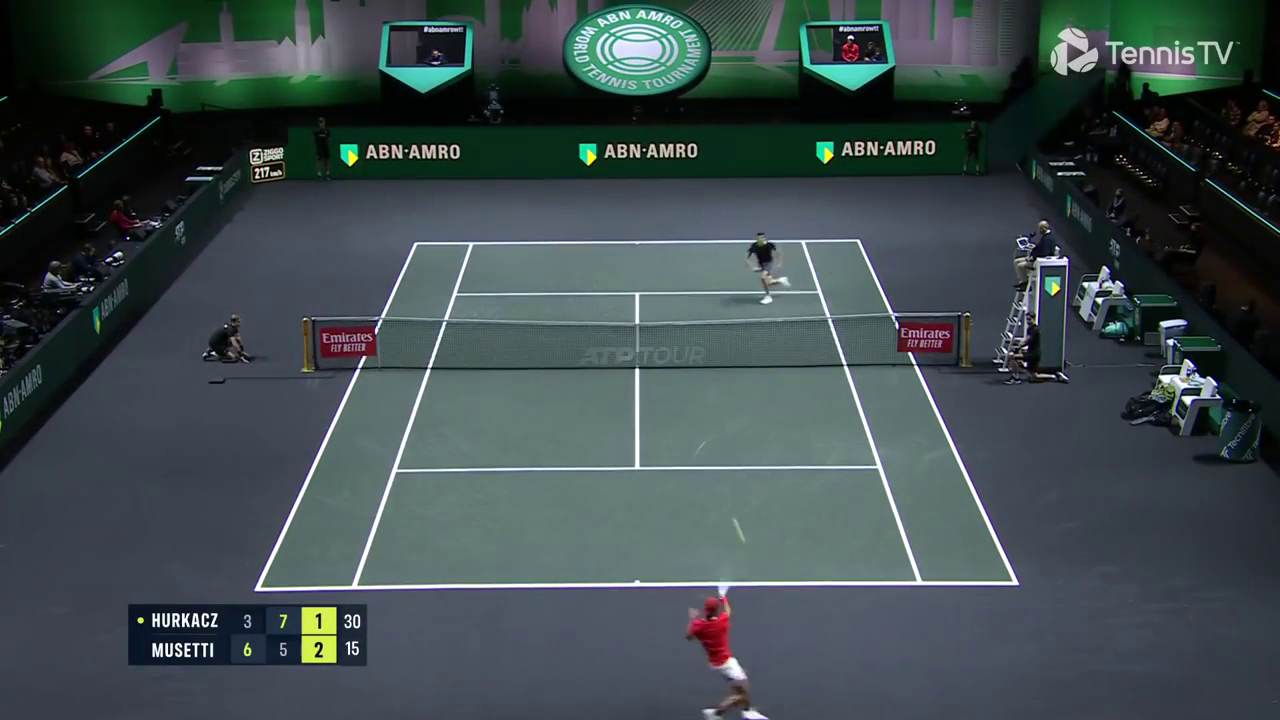 #abnamrowtt
ABN AMRO
WORLD TENNIS TOURNAMENT
#abnamrowtt
TennisTV
ZIGGO SPORT
217 km/h
ABN·AMRO
ABN·AMRO
ABN·AMRO
ABN·AMRO
ABN·AMRO
Emirates
FLY BETTER
ATP TOUR
Emirates
FLY BETTER
HURKACZ 3 7 1 30
MUSETTI 6 5 2 15